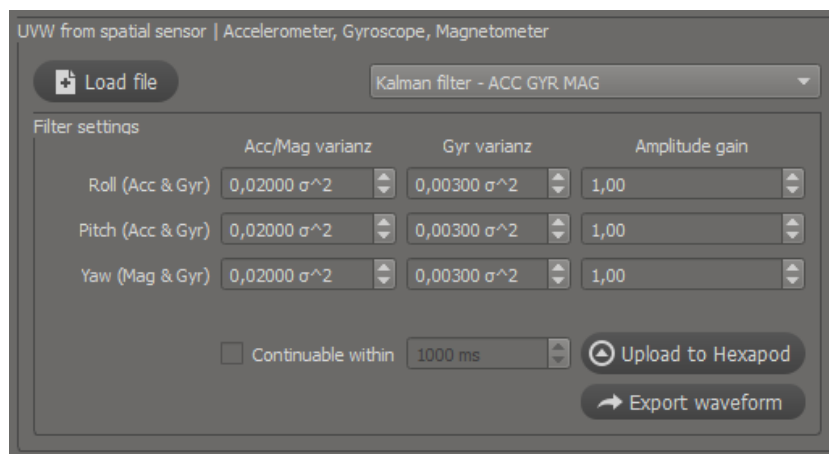 UVW from spatial sensor | Accelerometer, Gyroscope, Magnetometer
Load file
Kalman filter - ACC GYR MAG
Filter settings
Acc/Mag varianz Gyr varianz Amplitude gain
Roll (Acc & Gyr) 0,02000 σ^2 0,00300 σ^2 1,00
Pitch (Acc & Gyr) 0,02000 σ^2 0,00300 σ^2 1,00
Yaw (Mag & Gyr) 0,02000 σ^2 0,00300 σ^2 1,00
Continuable within 1000 ms Upload to Hexapod
Export waveform